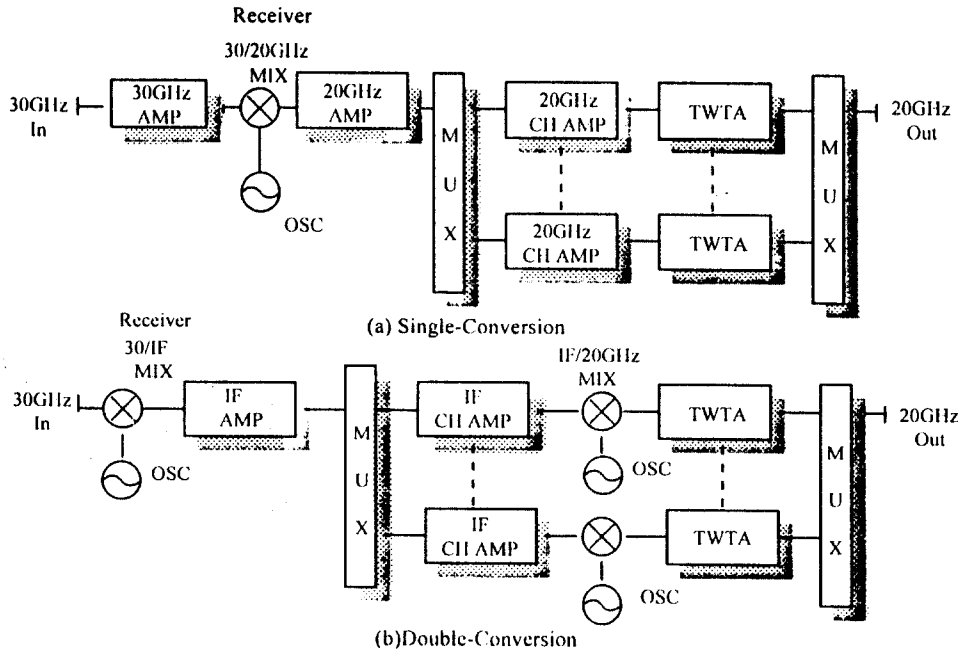 Receiver
30/20GHz
MIX
30GHz
In
30GHz
AMP
20GHz
AMP
OSC
M
U
X
20GHz
CH AMP
TWTA
20GHz
CH AMP
TWTA
M
U
X
20GHz
Out
(a) Single-Conversion
Receiver
30/IF
MIX
30GHz
In
OSC
IF
AMP
M
U
X
IF
CH AMP
IF/20GHz
MIX
OSC
TWTA
IF
CH AMP
OSC
TWTA
M
U
X
20GHz
Out
(b)Double-Conversion